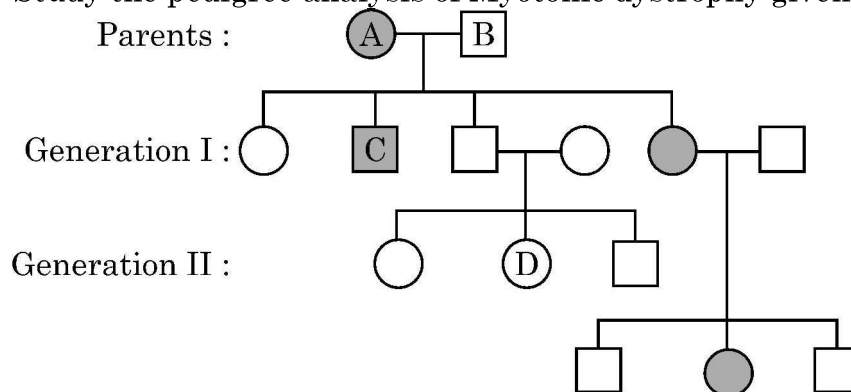 Study the pedigree analysis of Myotonic dystrophy given
Parents : A B
Generation I : C
Generation II : D